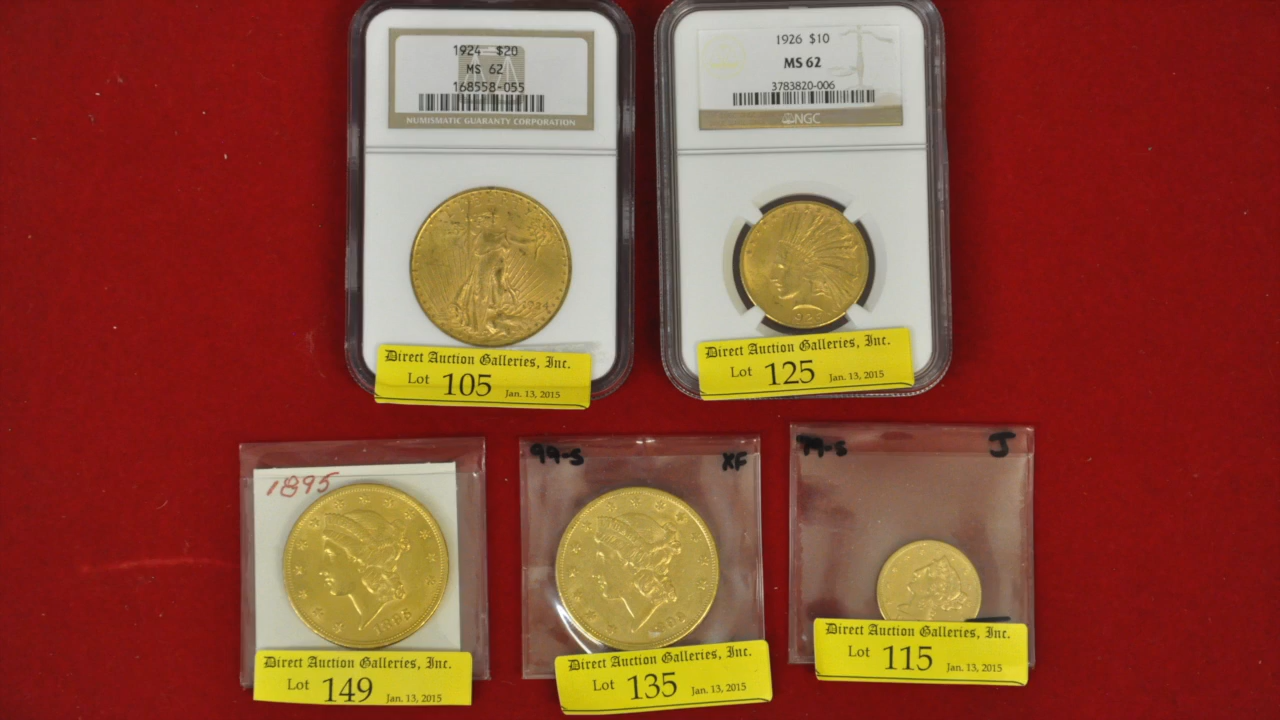 1924 $20
MS 62
168558-055
NUMISMATIC GUARANTY CORPORATION
1924
Direct Auction Galleries, Inc.
Lot 105 Jan. 13, 2015
1926 $10
MS 62
3783820-006
NGC
Direct Auction Galleries, Inc.
Lot 125 Jan. 13, 2015
1895
1895
Direct Auction Galleries, Inc.
Lot 149 Jan. 13, 2015
99-S XF
Direct Auction Galleries, Inc.
Lot 135 Jan. 13, 2015
79-S J
Direct Auction Galleries, Inc.
Lot 115 Jan. 13, 2015